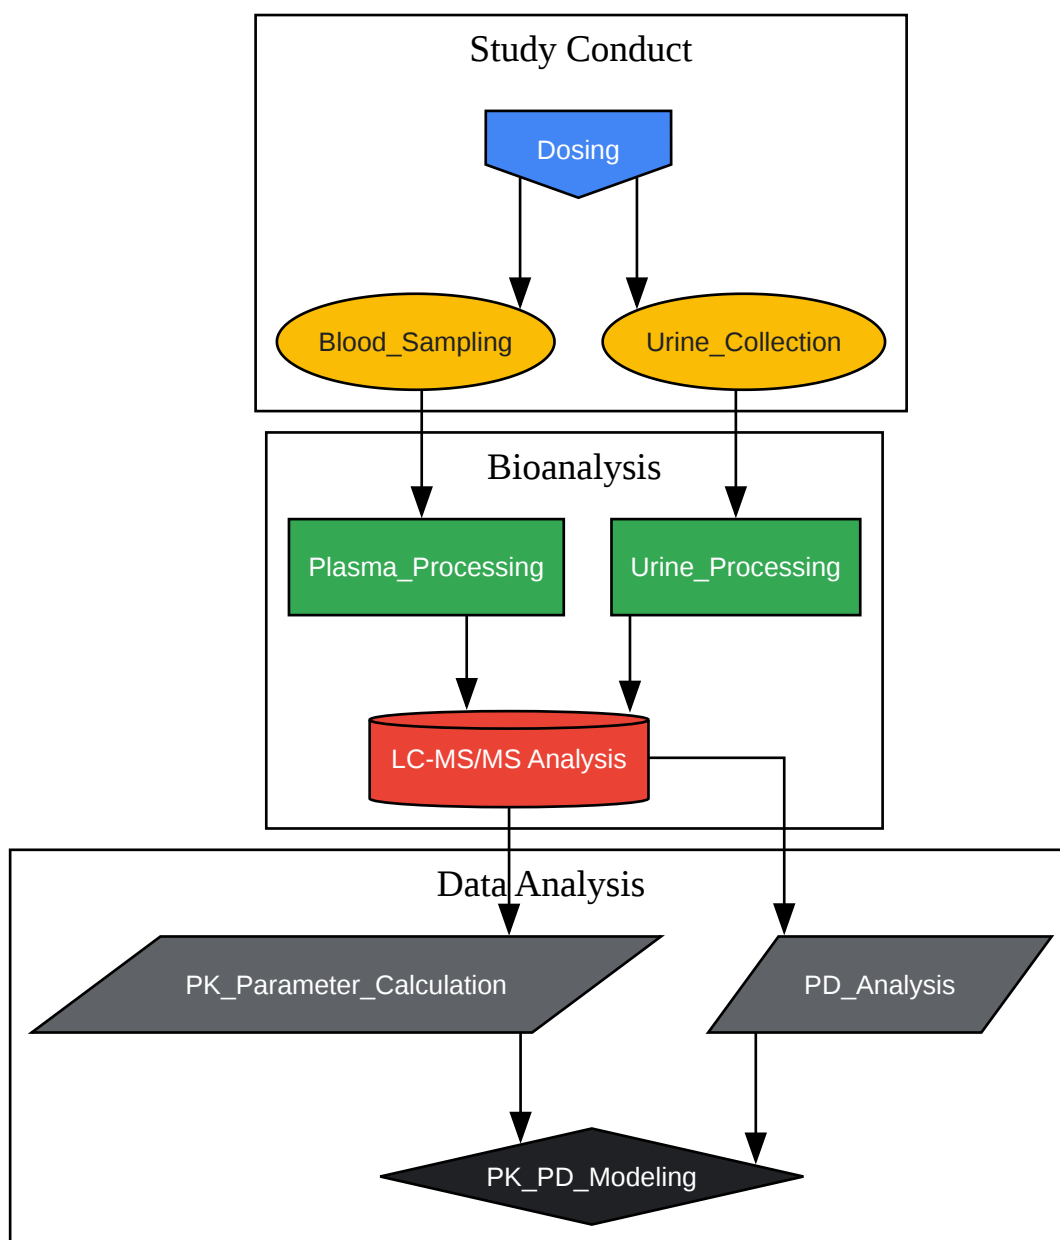 Study Conduct
Dosing
Blood_Sampling
Urine_Collection
Bioanalysis
Plasma_Processing
Urine_Processing
LC-MS/MS Analysis
Data Analysis
PK_Parameter_Calculation
PD_Analysis
PK_PD_Modeling